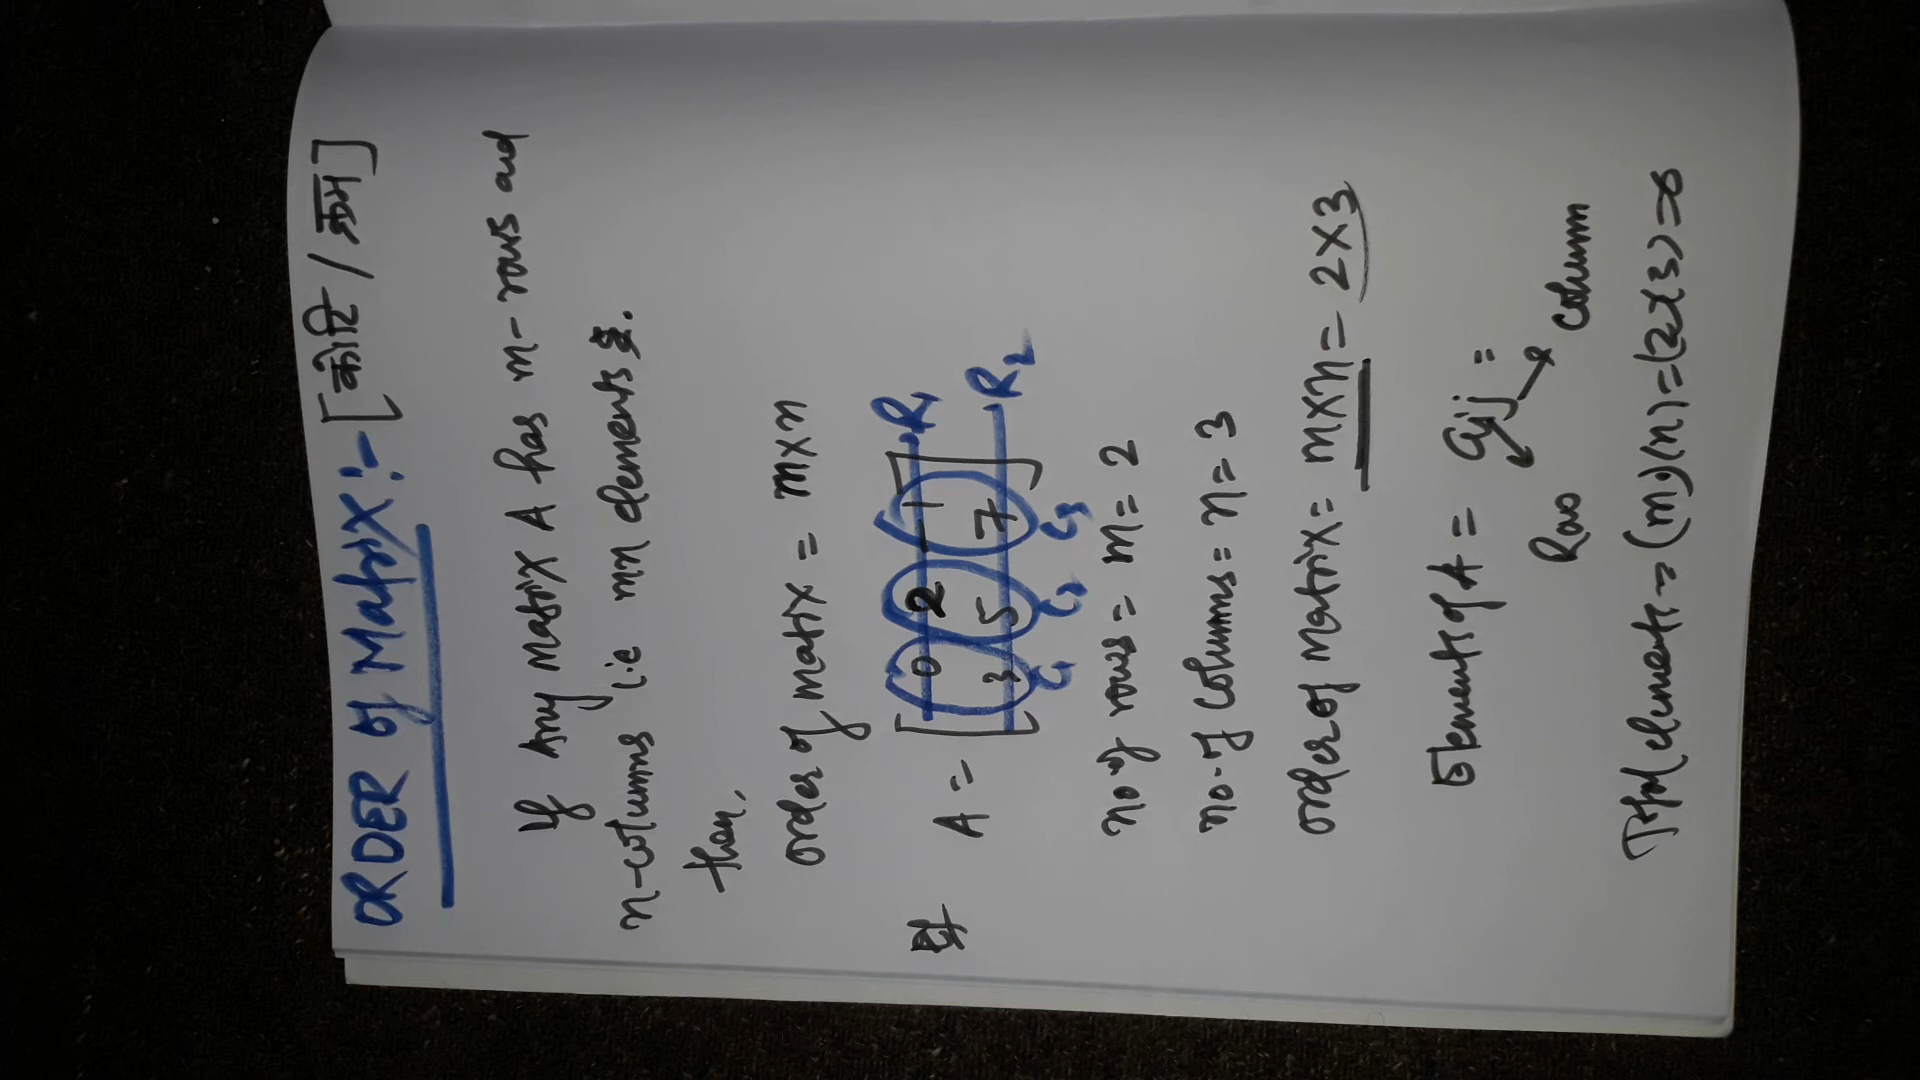 ORDER of Matrix:- [कोटि / क्रम]
If Any Matrix A has m-rows and
n-columns i.e mn elements.
then,
order of matrix = m×n
Ex A = [0 2 -1 R1
3 5 7] R2
C1 C2 C3
no of rows = m = 2
no. of columns = n = 3
order of Matrix = m×n = 2×3
Elements of A = aij =
Row column
Total elements = (m)(n) = (2×3) = 6